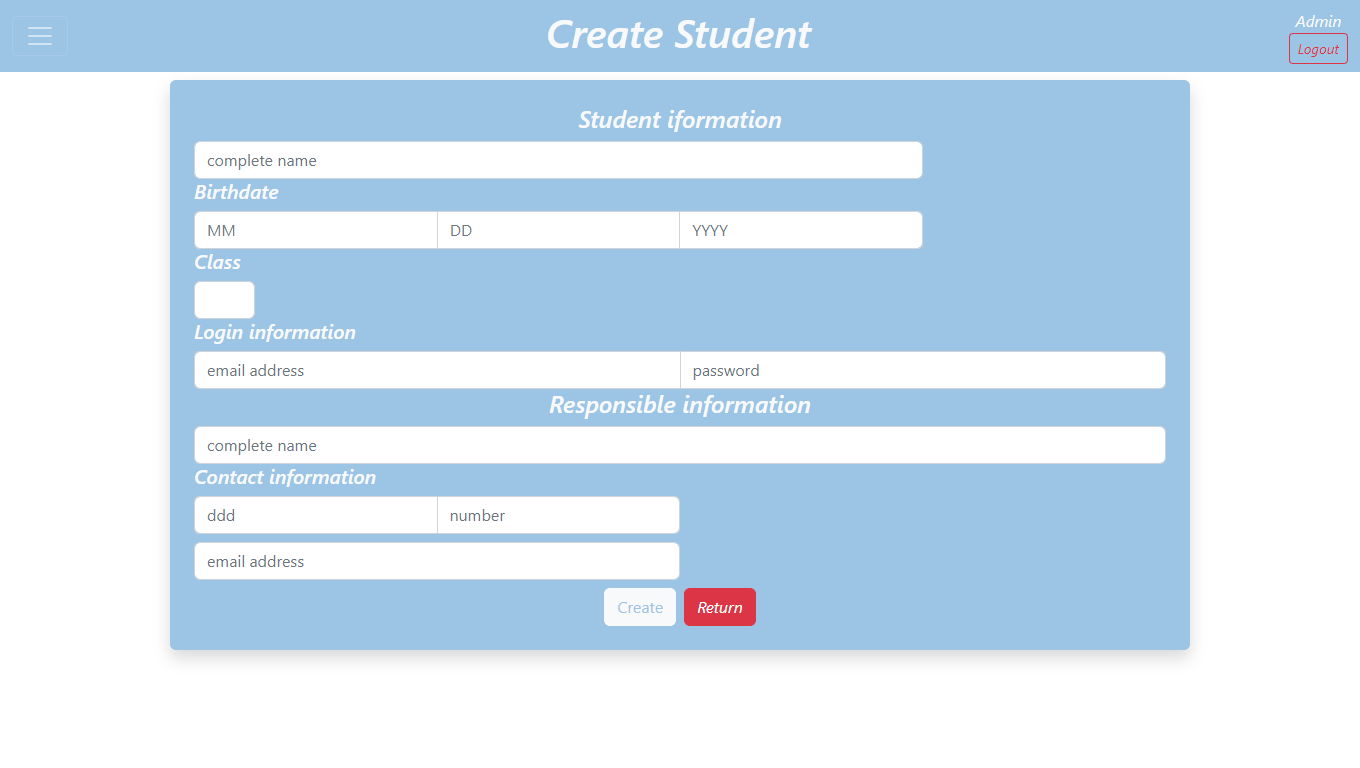 Create Student
Admin
Logout
Student iformation
complete name
Birthdate
MM DD YYYY
Class
Login information
email address password
Responsible information
complete name
Contact information
ddd number
email address
Create Return